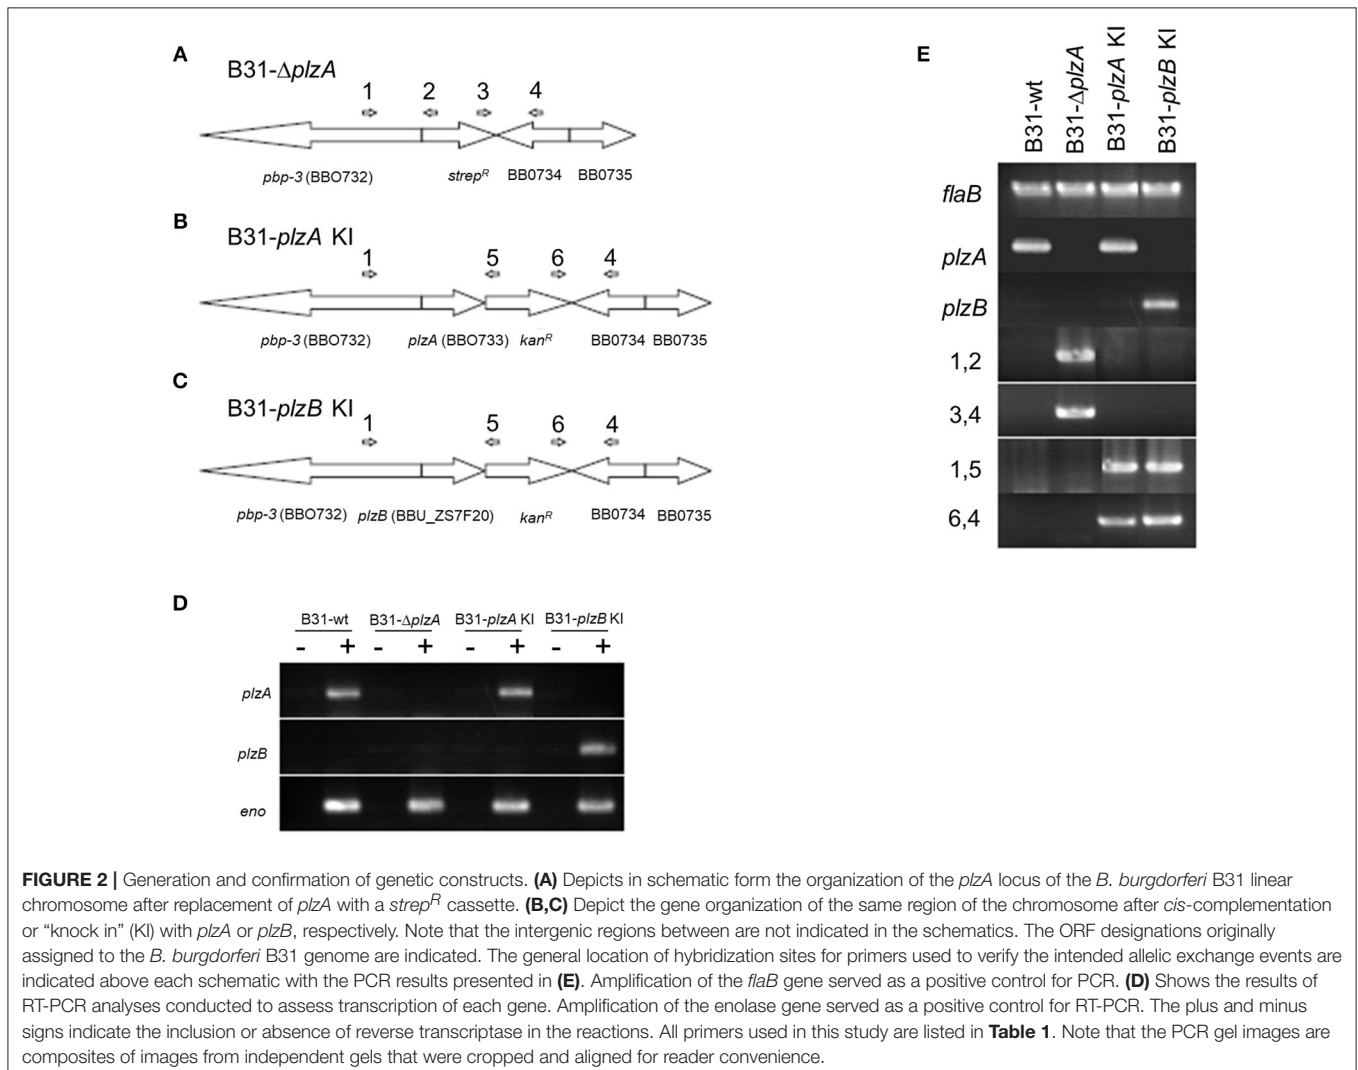 A
B31-ΔplzA
1 2 3 4
pbp-3 (BBO732) strepR BB0734 BB0735
B
B31-plzA KI
1 5 6 4
pbp-3 (BBO732) plzA (BBO733) kanR BB0734 BB0735
C
B31-plzB KI
1 5 6 4
pbp-3 (BBO732) plzB (BBU_ZS7F20) kanR BB0734 BB0735
D
B31-wt B31-ΔplzA B31-plzA KI B31-plzB KI
- + - + - + - +
plzA
plzB
eno
E
B31-wt
B31-ΔplzA
B31-plzA KI
B31-plzB KI
flaB
plzA
plzB
1,2
3,4
1,5
6,4
FIGURE 2 | Generation and confirmation of genetic constructs. (A) Depicts in schematic form the organization of the plzA locus of the B. burgdorferi B31 linear
chromosome after replacement of plzA with a strepR cassette. (B,C) Depict the gene organization of the same region of the chromosome after cis-complementation
or “knock in” (KI) with plzA or plzB, respectively. Note that the intergenic regions between are not indicated in the schematics. The ORF designations originally
assigned to the B. burgdorferi B31 genome are indicated. The general location of hybridization sites for primers used to verify the intended allelic exchange events are
indicated above each schematic with the PCR results presented in (E). Amplification of the flaB gene served as a positive control for PCR. (D) Shows the results of
RT-PCR analyses conducted to assess transcription of each gene. Amplification of the enolase gene served as a positive control for RT-PCR. The plus and minus
signs indicate the inclusion or absence of reverse transcriptase in the reactions. All primers used in this study are listed in Table 1. Note that the PCR gel images are
composites of images from independent gels that were cropped and aligned for reader convenience.